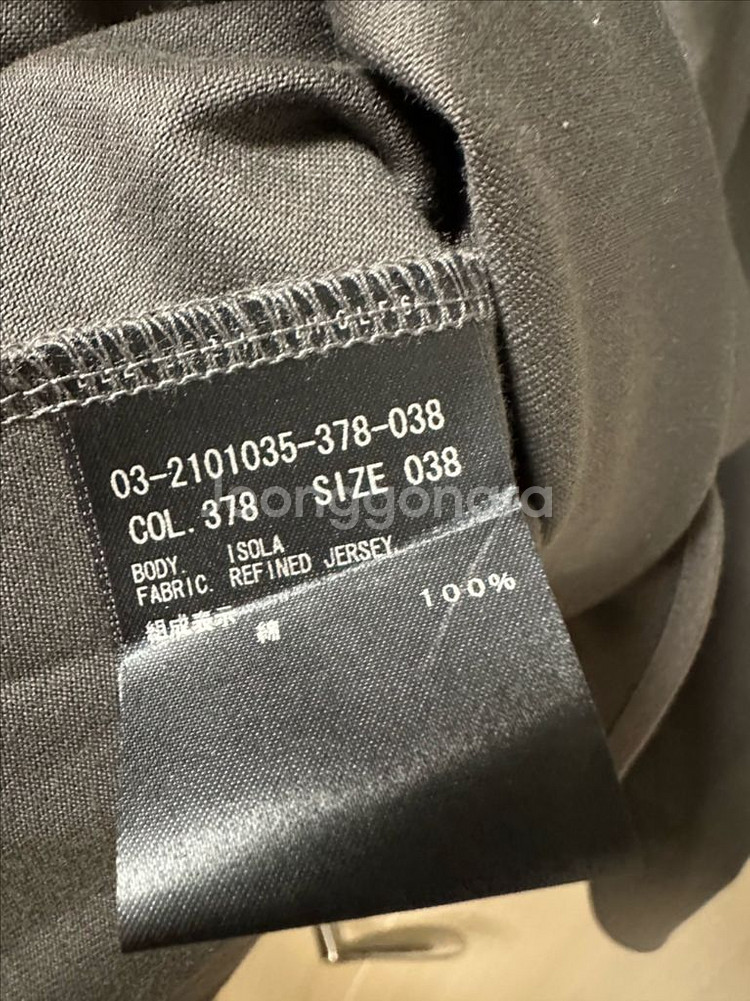 03-2101035-378-038
COL. 378 SIZE 038
BODY. ISOLA
FABRIC. REFINED JERSEY
組成表示
綿 100%
Joonggonara